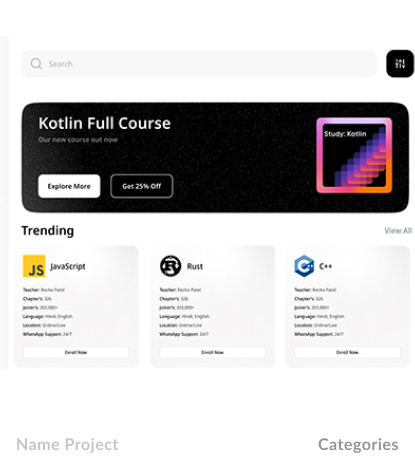 Search
Kotlin Full Course
Our new course out now
Study: Kotlin
Explore More
Get 25% Off
Trending
View All
JS
JavaScript
Teacher: Rocha Patel
Chapter's: 326
Joiner's: 203,000+
Language: Hindi, English
Location: Online/Live
WhatsApp Support: 24/7
Enroll Now
Rust
Teacher: Rocha Patel
Chapter's: 326
Joiner's: 203,000+
Language: Hindi, English
Location: Online/Live
WhatsApp Support: 24/7
Enroll Now
C++
C++
Teacher: Rocha Patel
Chapter's: 326
Joiner's: 203,000+
Language: Hindi, English
Location: Online/Live
WhatsApp Support: 24/7
Enroll Now
Name Project
Categories